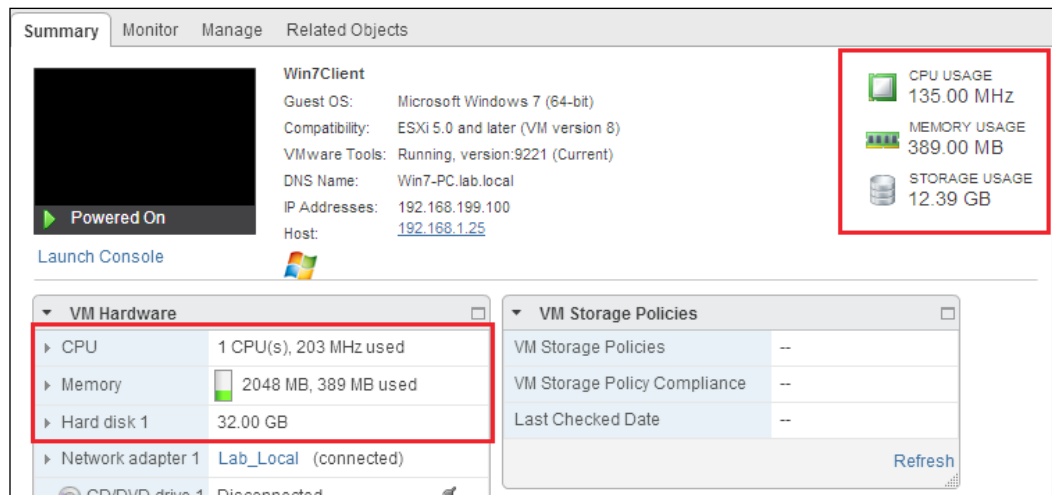 Summary Monitor Manage Related Objects
Win7Client
Guest OS: Microsoft Windows 7 (64-bit)
Compatibility: ESXi 5.0 and later (VM version 8)
VMware Tools: Running, version:9221 (Current)
DNS Name: Win7-PC.lab.local
IP Addresses: 192.168.199.100
Host: 192.168.1.25
Powered On
Launch Console
CPU USAGE
135.00 MHz
MEMORY USAGE
389.00 MB
STORAGE USAGE
12.39 GB
VM Hardware
CPU 1 CPU(s), 203 MHz used
Memory 2048 MB, 389 MB used
Hard disk 1 32.00 GB
Network adapter 1 Lab_Local (connected)
CD/DVD drive 1 Disconnected
VM Storage Policies
VM Storage Policies --
VM Storage Policy Compliance --
Last Checked Date --
Refresh